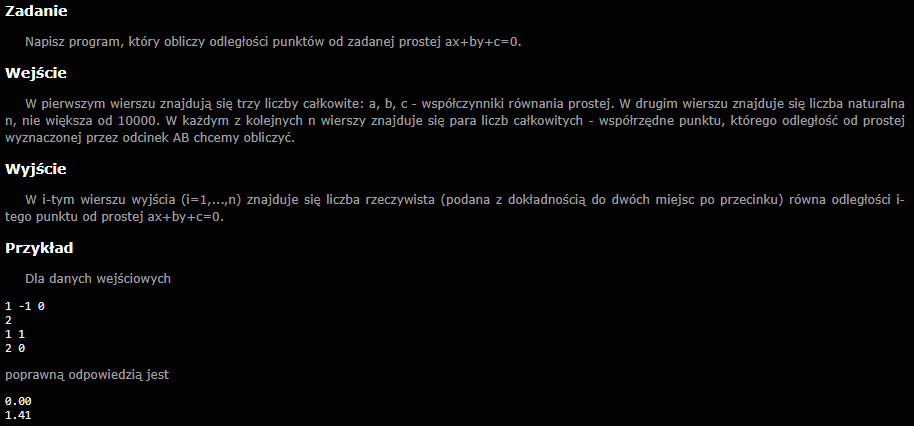 Zadanie
Napisz program, który obliczy odległości punktów od zadanej prostej ax+by+c=0.
Wejście
W pierwszym wierszu znajdują się trzy liczby całkowite: a, b, c - współczynniki równania prostej. W drugim wierszu znajduje się liczba naturalna
n, nie większa od 10000. W każdym z kolejnych n wierszy znajduje się para liczb całkowitych - współrzędne punktu, którego odległość od prostej
wyznaczonej przez odcinek AB chcemy obliczyć.
Wyjście
W i-tym wierszu wyjścia (i=1,...,n) znajduje się liczba rzeczywista (podana z dokładnością do dwóch miejsc po przecinku) równa odległości i-
tego punktu od prostej ax+by+c=0.
Przykład
Dla danych wejściowych
1 -1 0
2
1 1
2 0
poprawną odpowiedzią jest
0.00
1.41